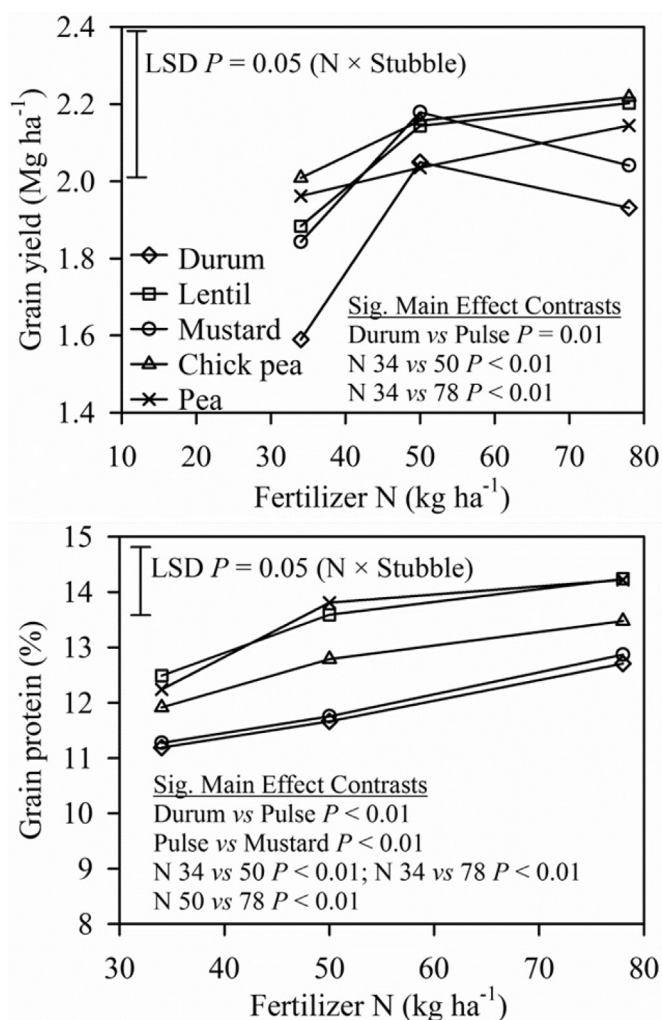 2.4
2.2
2.0
1.8
1.6
1.4
Grain yield (Mg ha⁻¹)
LSD P = 0.05 (N × Stubble)
Durum
Lentil
Mustard
Chick pea
Pea
Sig. Main Effect Contrasts
Durum vs Pulse P = 0.01
N 34 vs 50 P < 0.01
N 34 vs 78 P < 0.01
10 20 30 40 50 60 70 80
Fertilizer N (kg ha⁻¹)
15
14
13
12
11
10
9
8
Grain protein (%)
LSD P = 0.05 (N × Stubble)
Sig. Main Effect Contrasts
Durum vs Pulse P < 0.01
Pulse vs Mustard P < 0.01
N 34 vs 50 P < 0.01; N 34 vs 78 P < 0.01
N 50 vs 78 P < 0.01
30 40 50 60 70 80
Fertilizer N (kg ha⁻¹)